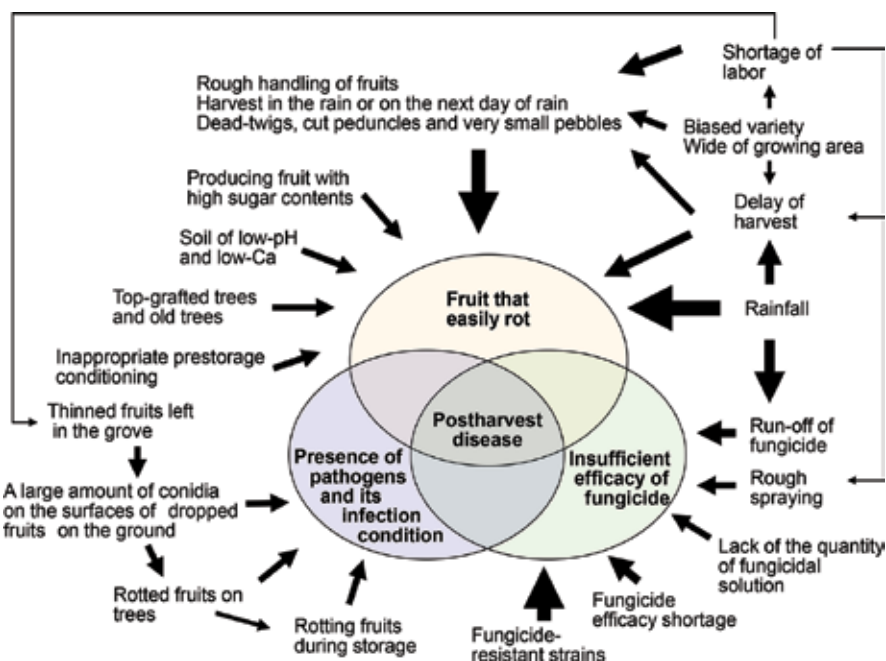 Shortage of
labor
Rough handling of fruits
Harvest in the rain or on the next day of rain
Dead-twigs, cut peduncles and very small pebbles
Biased variety
Wide of growing area
Producing fruit with
high sugar contents
Delay of
harvest
Soil of low-pH
and low-Ca
Fruit that
easily rot
Top-grafted trees
and old trees
Rainfall
Inappropriate prestorage
conditioning
Thinned fruits left
in the grove
Postharvest
disease
Run-off of
fungicide
Presence of
pathogens
and its
infection
condition
Insufficient
efficacy of
fungicide
Rough
spraying
A large amount of conidia
on the surfaces of dropped
fruits on the ground
Lack of the quantity
of fungicidal
solution
Rotted fruits on
trees
Fungicide
efficacy shortage
Rotting fruits
during storage
Fungicide-
resistant strains